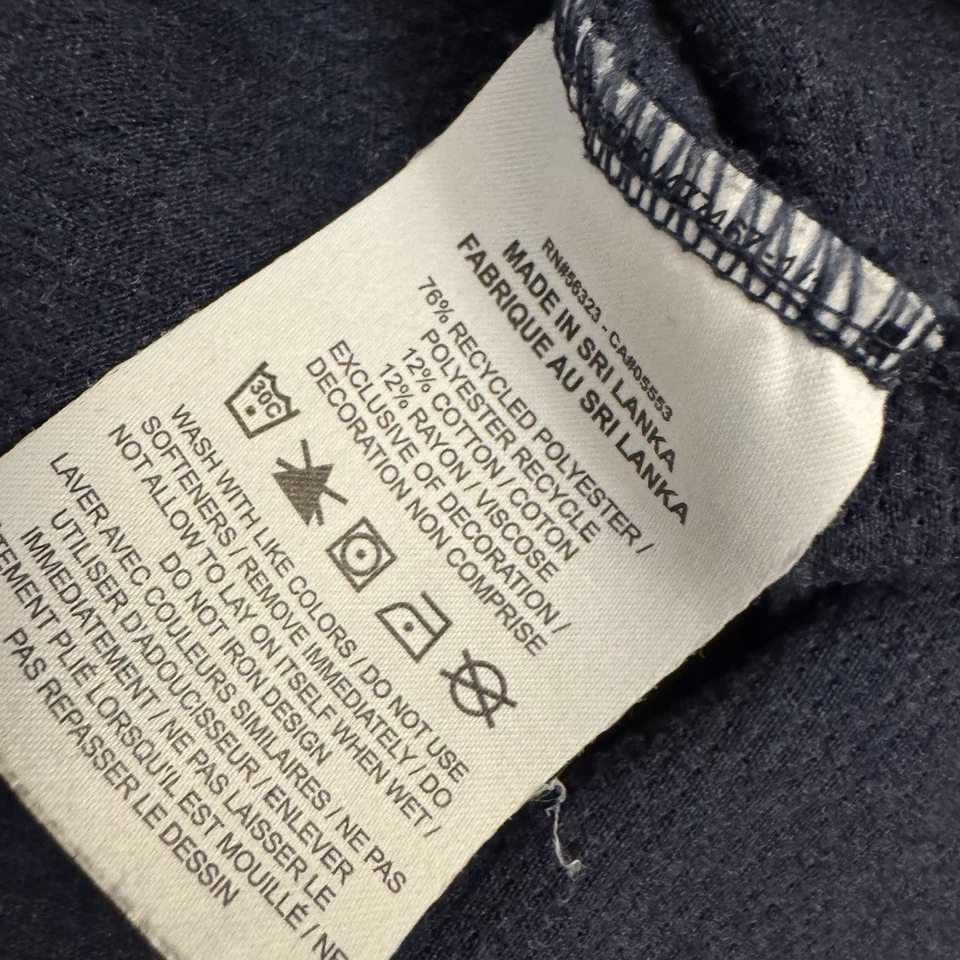 RN#56323 - CA#05553
MADE IN SRI LANKA
FABRIQUE AU SRI LANKA
76% RECYCLED POLYESTER /
POLYESTER RECYCLE
12% COTTON / COTON
12% RAYON / VISCOSE
EXCLUSIVE OF DECORATION /
DECORATION NON COMPRISE
30C
WASH WITH LIKE COLORS / DO NOT USE
SOFTENERS / REMOVE IMMEDIATELY / DO
NOT ALLOW TO LAY ON ITSELF WHEN WET /
DO NOT IRON DESIGN
LAVER AVEC COULEURS SIMILAIRES / NE PAS
UTILISER D'ADOUCISSEUR / ENLEVER
IMMEDIATEMENT / NE PAS LAISSER LE
TEMENT PLIÉ LORSQU'IL EST MOUILLÉ / NE
PAS REPASSER LE DESSIN